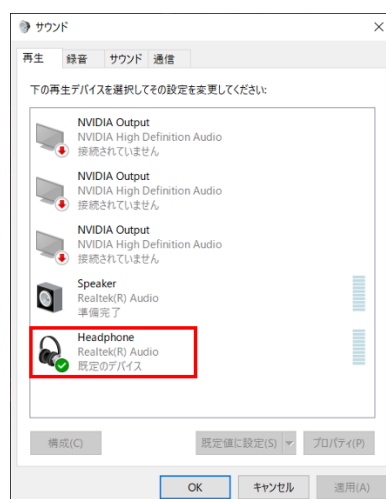 サウンド
再生 録音 サウンド 通信
下の再生デバイスを選択してその設定を変更してください:
NVIDIA Output
NVIDIA High Definition Audio
接続されていません
NVIDIA Output
NVIDIA High Definition Audio
接続されていません
NVIDIA Output
NVIDIA High Definition Audio
接続されていません
Speaker
Realtek(R) Audio
準備完了
Headphone
Realtek(R) Audio
既定のデバイス
構成(C) 既定値に設定(S) プロパティ(P)
OK キャンセル 適用(A)